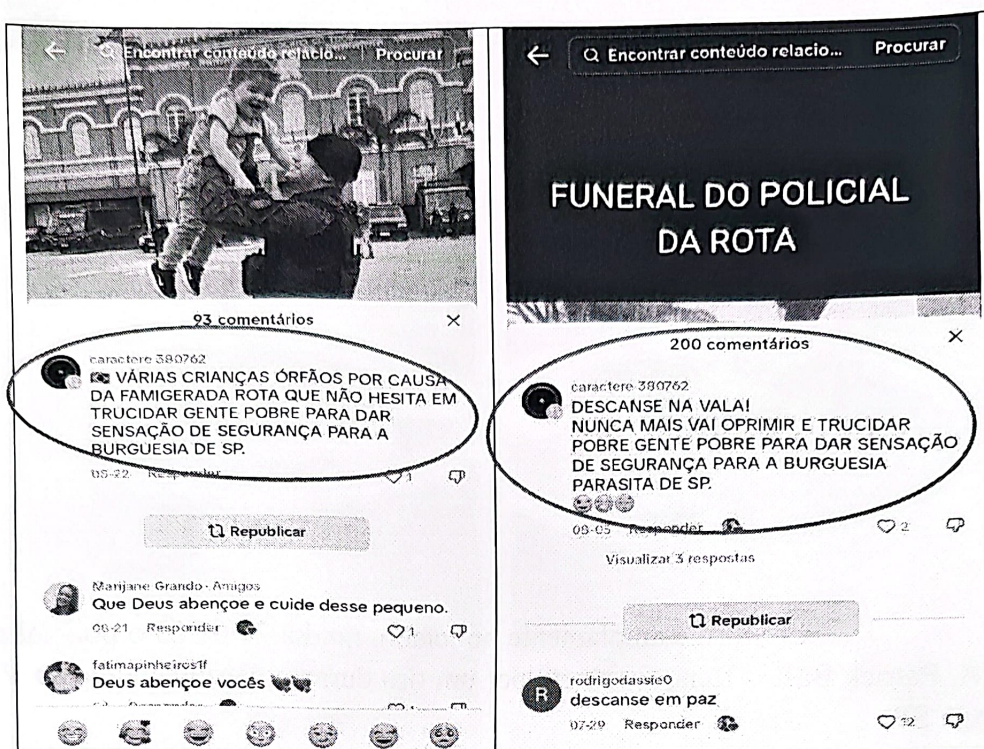 Encontrar conteúdo relacio... Procurar
93 comentários
caractere 380762
VÁRIAS CRIANÇAS ÓRFÃOS POR CAUSA
DA FAMIGERADA ROTA QUE NÃO HESITA EM
TRUCIDAR GENTE POBRE PARA DAR
SENSAÇÃO DE SEGURANÇA PARA A
BURGUESIA DE SP.
Responder 1
Republicar
Marijane Grando · Amigos
Que Deus abençoe e cuide desse pequeno.
06-21 Responder 1
fatimapinheiros1f
Deus abençoe vocês
Encontrar conteúdo relacio... Procurar
FUNERAL DO POLICIAL
DA ROTA
200 comentários
caractere 380762
DESCANSE NA VALA!
NUNCA MAIS VAI OPRIMIR E TRUCIDAR
POBRE GENTE POBRE PARA DAR SENSAÇÃO
DE SEGURANÇA PARA A BURGUESIA
PARASITA DE SP.
Responder 2
Visualizar 3 respostas
Republicar
R
rodrigodassie0
descanse em paz
07-29 Responder 12